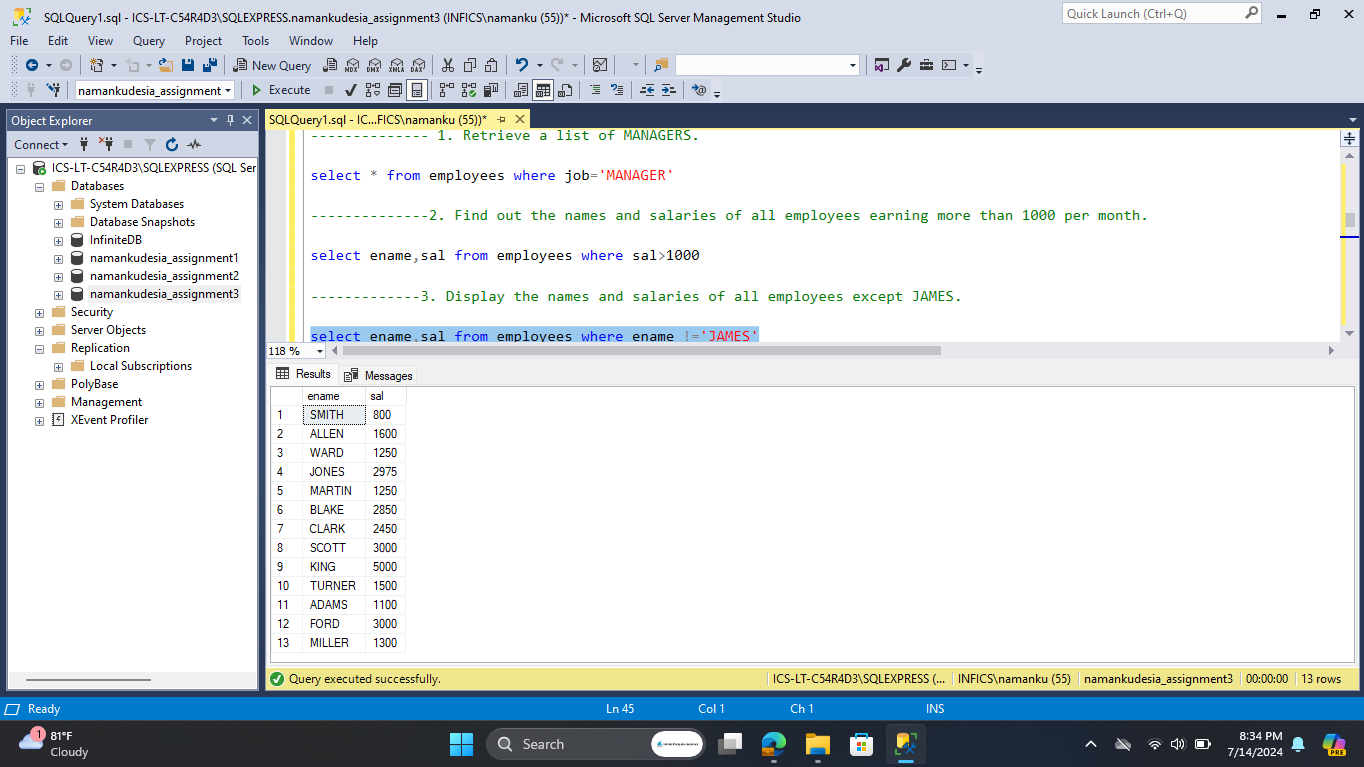 SQLQuery1.sql - ICS-LT-C54R4D3\SQLEXPRESS.namankudesia_assignment3 (INFICS\namanku (55))* - Microsoft SQL Server Management Studio
Quick Launch (Ctrl+Q)
File Edit View Query Project Tools Window Help
New Query MDX DMX XMLA DAX
namankudesia_assignment Execute
Object Explorer
SQLQuery1.sql - IC...FICS\namanku (55))*
Connect
ICS-LT-C54R4D3\SQLEXPRESS (SQL Ser
Databases
System Databases
Database Snapshots
InfiniteDB
namankudesia_assignment1
namankudesia_assignment2
namankudesia_assignment3
Security
Server Objects
Replication
Local Subscriptions
PolyBase
Management
XEvent Profiler
-------------- 1. Retrieve a list of MANAGERS.
select * from employees where job='MANAGER'
--------------2. Find out the names and salaries of all employees earning more than 1000 per month.
select ename,sal from employees where sal>1000
-------------3. Display the names and salaries of all employees except JAMES.
select ename,sal from employees where ename !='JAMES'
118 %
Results Messages
ename sal
1 SMITH 800
2 ALLEN 1600
3 WARD 1250
4 JONES 2975
5 MARTIN 1250
6 BLAKE 2850
7 CLARK 2450
8 SCOTT 3000
9 KING 5000
10 TURNER 1500
11 ADAMS 1100
12 FORD 3000
13 MILLER 1300
Query executed successfully. ICS-LT-C54R4D3\SQLEXPRESS (... INFICS\namanku (55) namankudesia_assignment3 00:00:00 13 rows
Ready Ln 45 Col 1 Ch 1 INS
1 81°F
Cloudy
Search
8:34 PM
7/14/2024
PRE